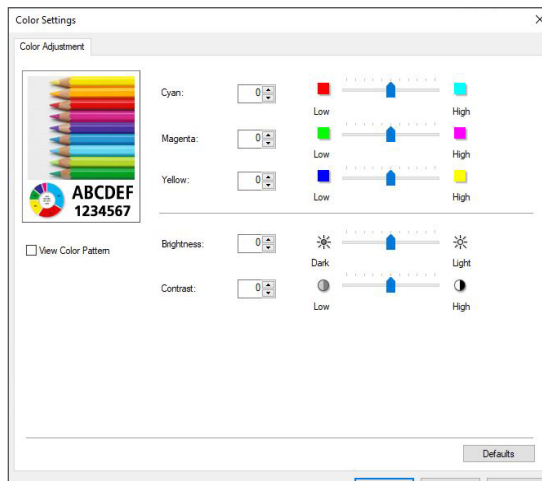 Color Settings
Color Adjustment
Cyan: 0
Low High
Magenta: 0
Low High
Yellow: 0
Low High
ABCDEF
1234567
View Color Pattern
Brightness: 0
Dark Light
Contrast: 0
Low High
Defaults